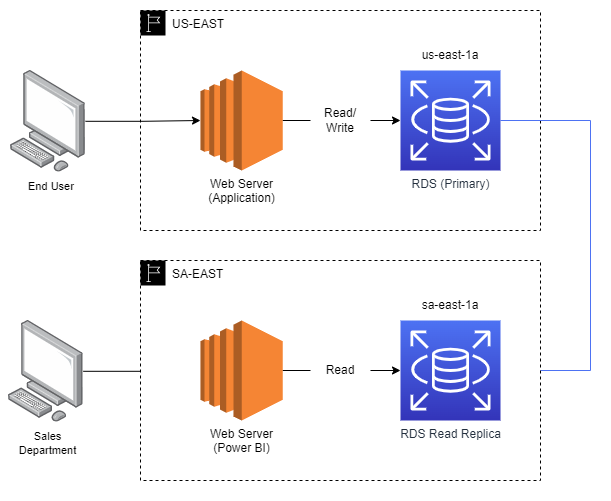 US-EAST
us-east-1a
Read/
Write
End User
Web Server
(Application)
RDS (Primary)
SA-EAST
sa-east-1a
Read
Sales
Department
Web Server
(Power BI)
RDS Read Replica